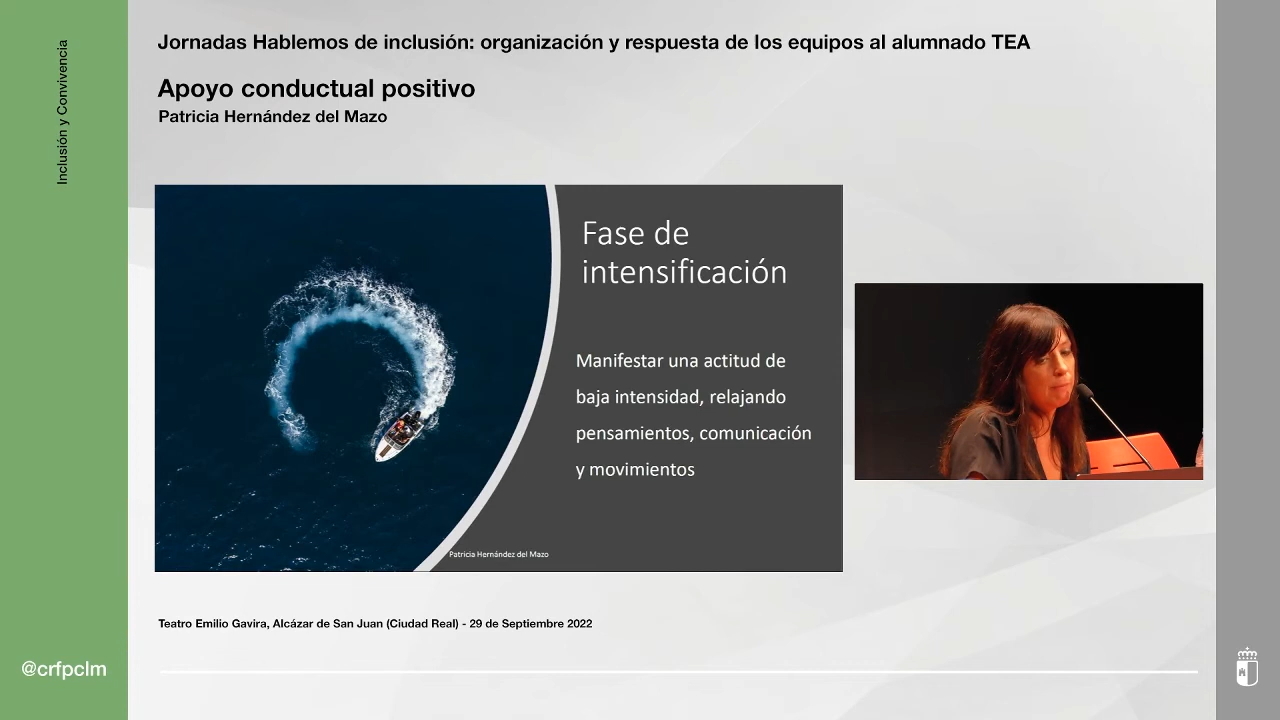 Inclusión y Convivencia
Jornadas Hablemos de inclusión: organización y respuesta de los equipos al alumnado TEA
Apoyo conductual positivo
Patricia Hernández del Mazo
Fase de
intensificación
Manifestar una actitud de
baja intensidad, relajando
pensamientos, comunicación
y movimientos
Patricia Hernández del Mazo
Teatro Emilio Gavira, Alcázar de San Juan (Ciudad Real) - 29 de Septiembre 2022
@crfpclm